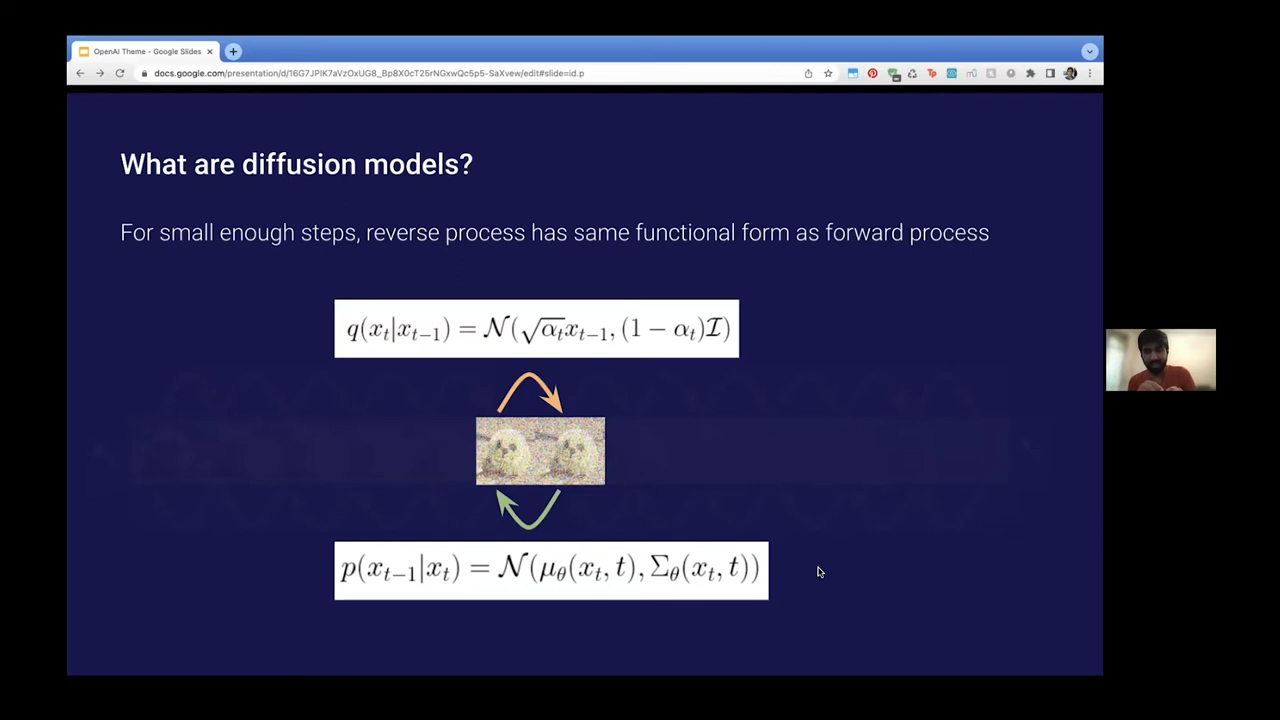 OpenAI Theme - Google Slides
docs.google.com/presentation/d/16G7JPIK7aVzOxUG8_Bp8X0cT25rNGxwQc5p5-SaXvew/edit#slide=id.p
What are diffusion models?
For small enough steps, reverse process has same functional form as forward process
q(x_t|x_{t-1}) = 𝒩(√α_t x_{t-1}, (1 − α_t)ℐ)
p(x_{t-1}|x_t) = 𝒩(μ_θ(x_t, t), Σ_θ(x_t, t))